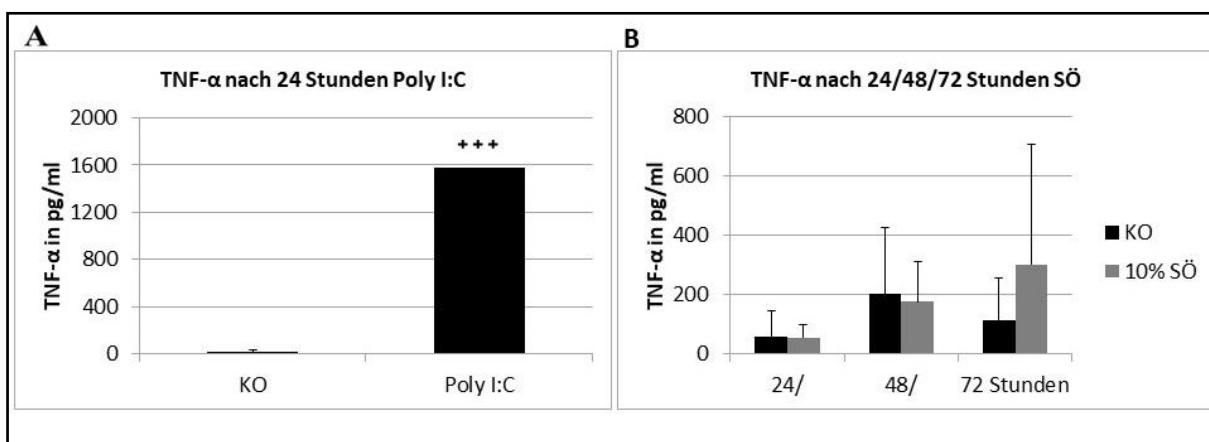 A
TNF-α nach 24 Stunden Poly I:C
TNF-α in pg/ml
2000
1600
1200
800
400
0
+++
KO
Poly I:C
B
TNF-α nach 24/48/72 Stunden SÖ
TNF-α in pg/ml
800
600
400
200
0
24/
48/
72 Stunden
KO
10% SÖ